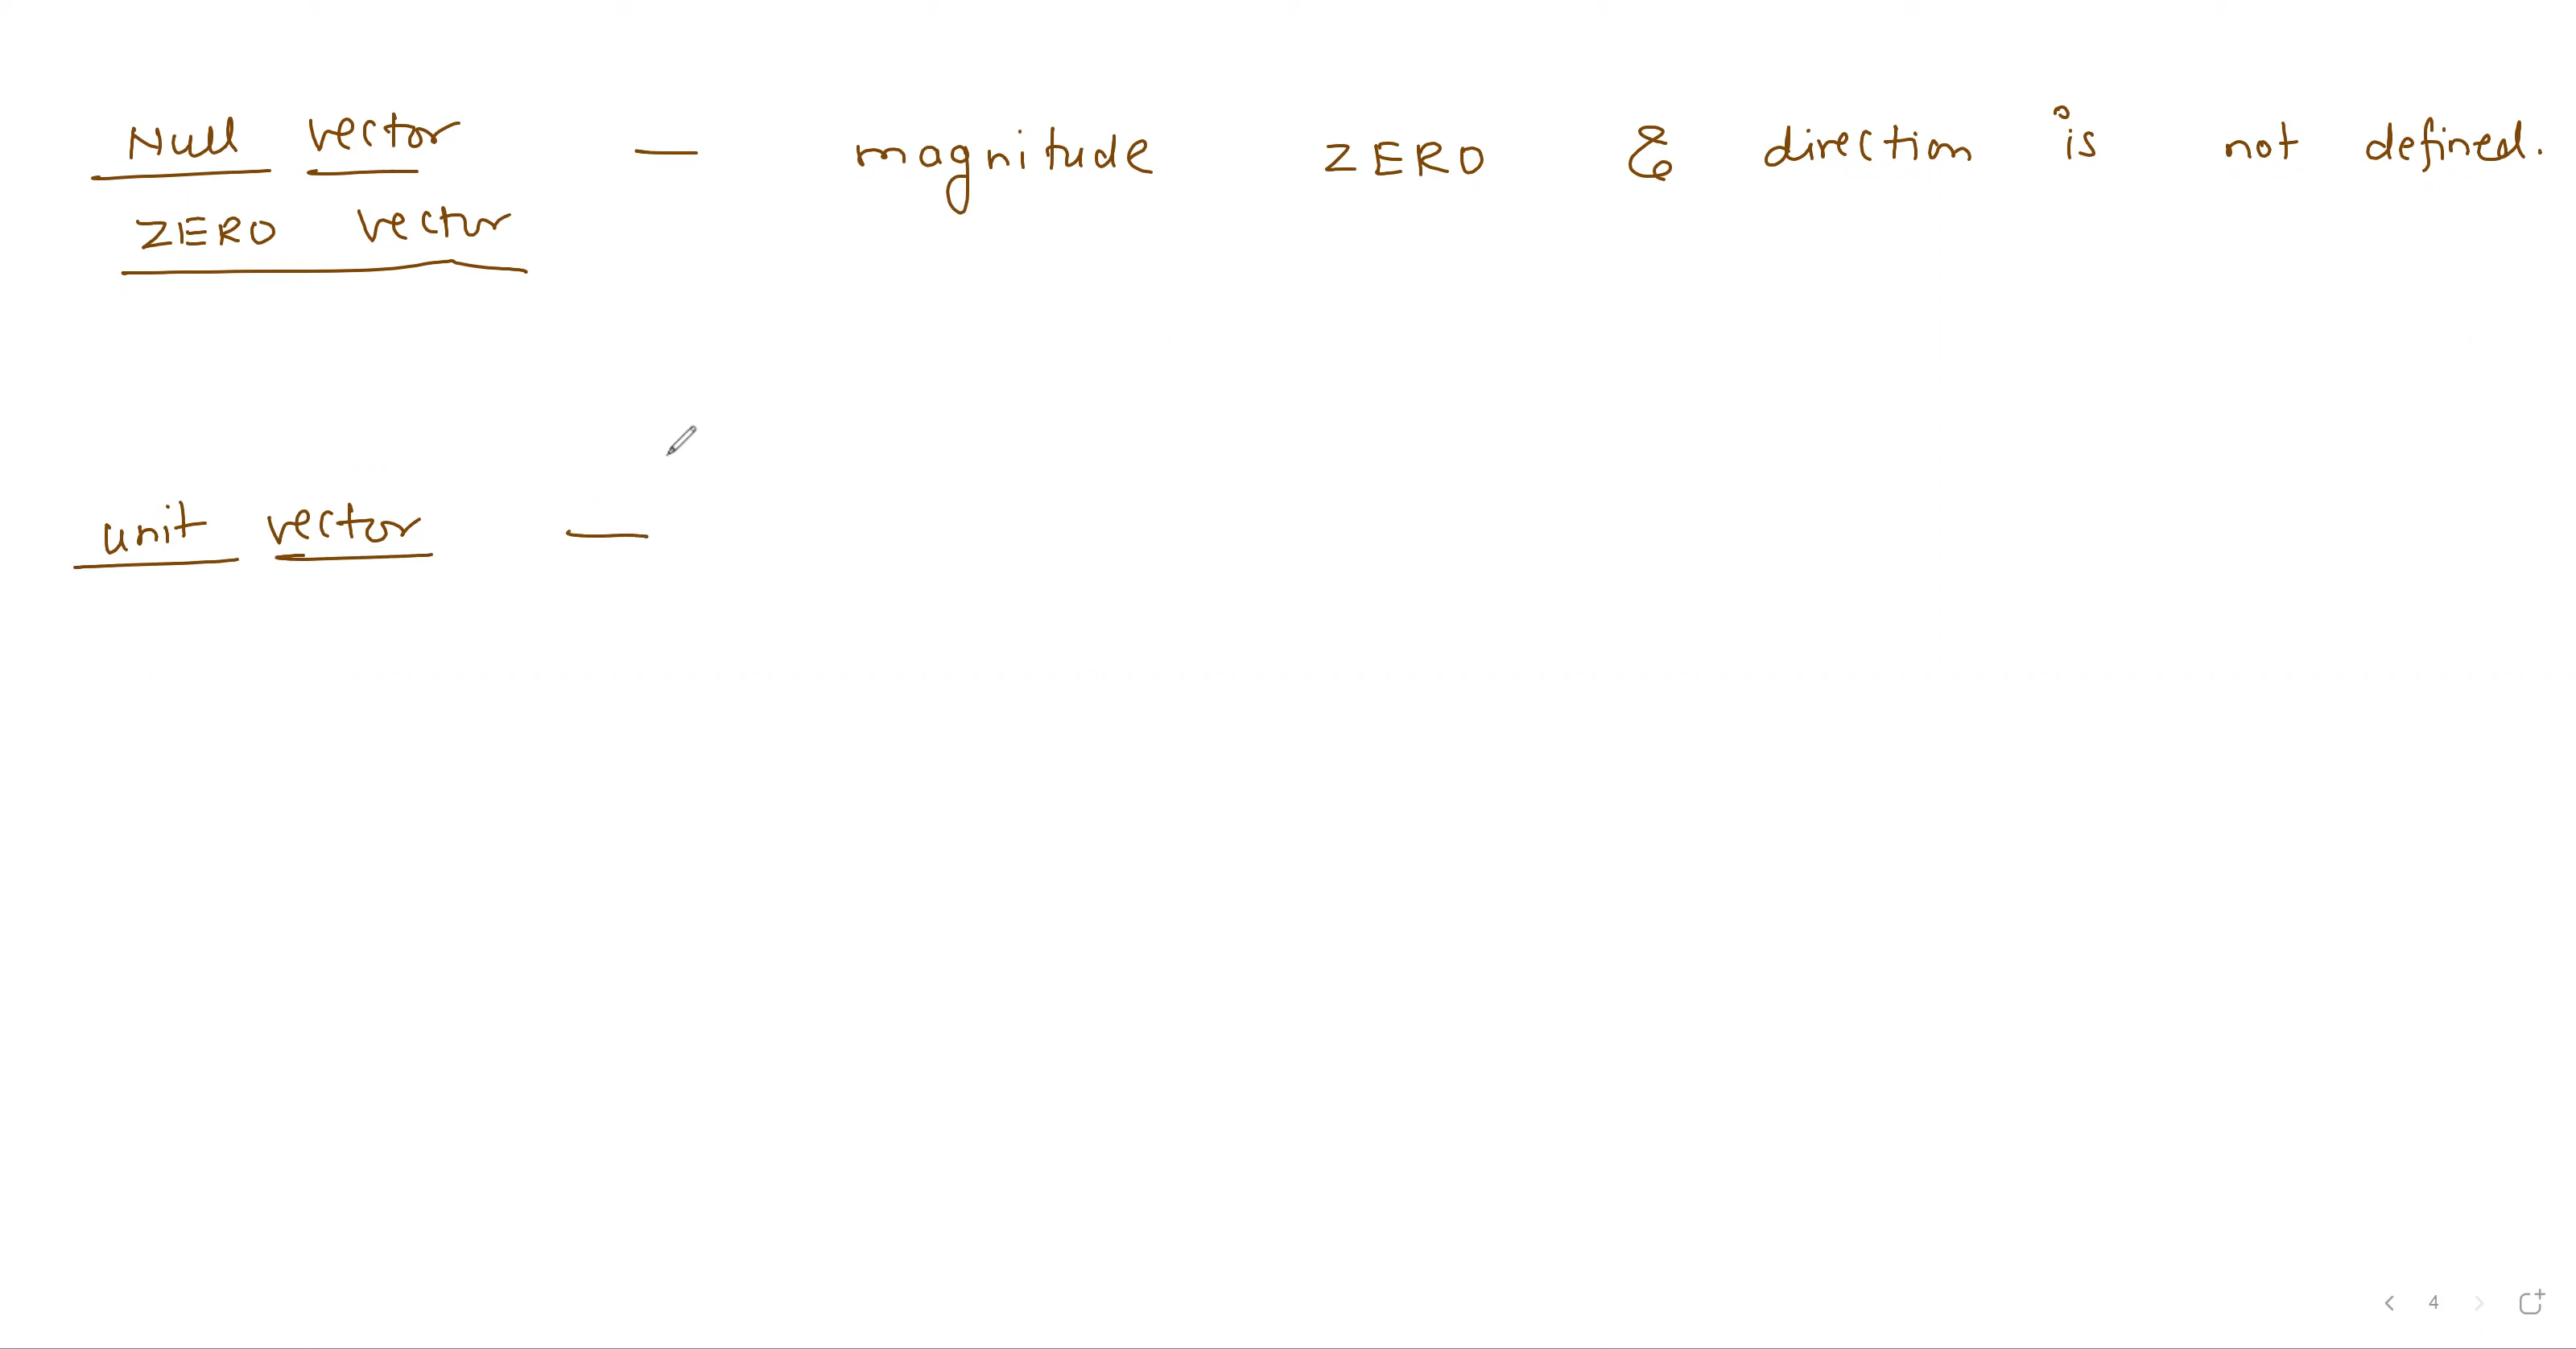 Null vector — magnitude ZERO & direction is not defined.
ZERO vector
unit vector —
4